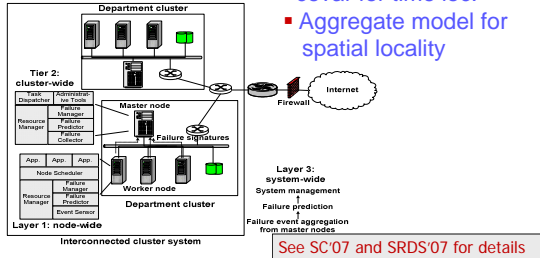 Department cluster
Aggregate model for
spatial locality
Tier 2:
cluster-wide
Task
Dispatcher
Administrat-
ive Tools
Resource
Manager
Failure
Manager
Failure
Predictor
Failure
Collector
Master node
Failure signatures
Firewall
Internet
App. App. App.
Node Scheduler
Resource
Manager
Failure
Manager
Failure
Predictor
Event Sensor
Worker node
Department cluster
Layer 1: node-wide
Layer 3:
system-wide
System management
Failure prediction
Failure event aggregation
from master nodes
Interconnected cluster system
See SC'07 and SRDS'07 for details